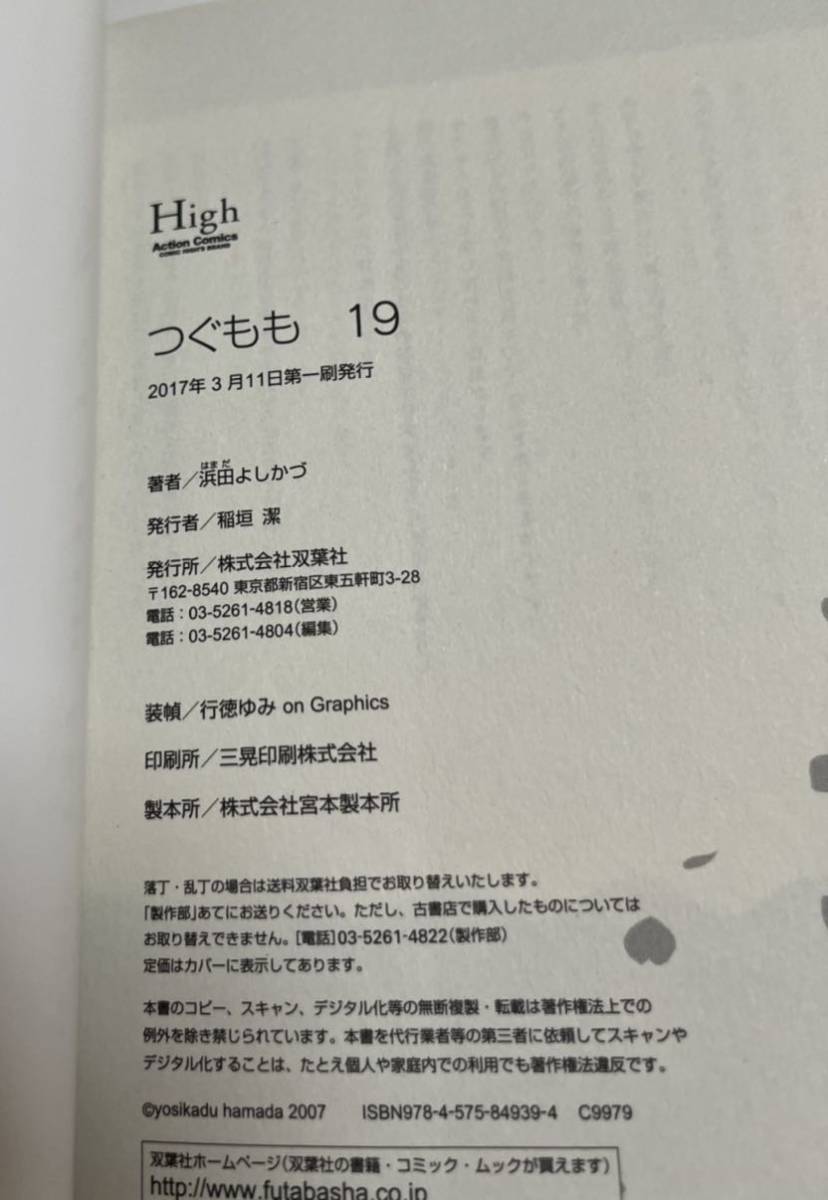 High
Action Comics
COMIC HIGH'S BRAND
つぐもも 19
2017年3月11日第一刷発行
はまだ
著者／浜田よしかづ
発行者／稲垣 潔
発行所／株式会社双葉社
〒162-8540 東京都新宿区東五軒町3-28
電話：03-5261-4818（営業）
電話：03-5261-4804（編集）
装幀／行徳ゆみ on Graphics
印刷所／三晃印刷株式会社
製本所／株式会社宮本製本所
落丁・乱丁の場合は送料双葉社負担でお取り替えいたします。
「製作部」あてにお送りください。ただし、古書店で購入したものについては
お取り替えできません。［電話］03-5261-4822（製作部）
定価はカバーに表示してあります。
本書のコピー、スキャン、デジタル化等の無断複製・転載は著作権法上での
例外を除き禁じられています。本書を代行業者等の第三者に依頼してスキャンや
デジタル化することは、たとえ個人や家庭内での利用でも著作権法違反です。
©yosikadu hamada 2007 ISBN978-4-575-84939-4 C9979
双葉社ホームページ（双葉社の書籍・コミック・ムックが買えます）
http://www.futabasha.co.jp